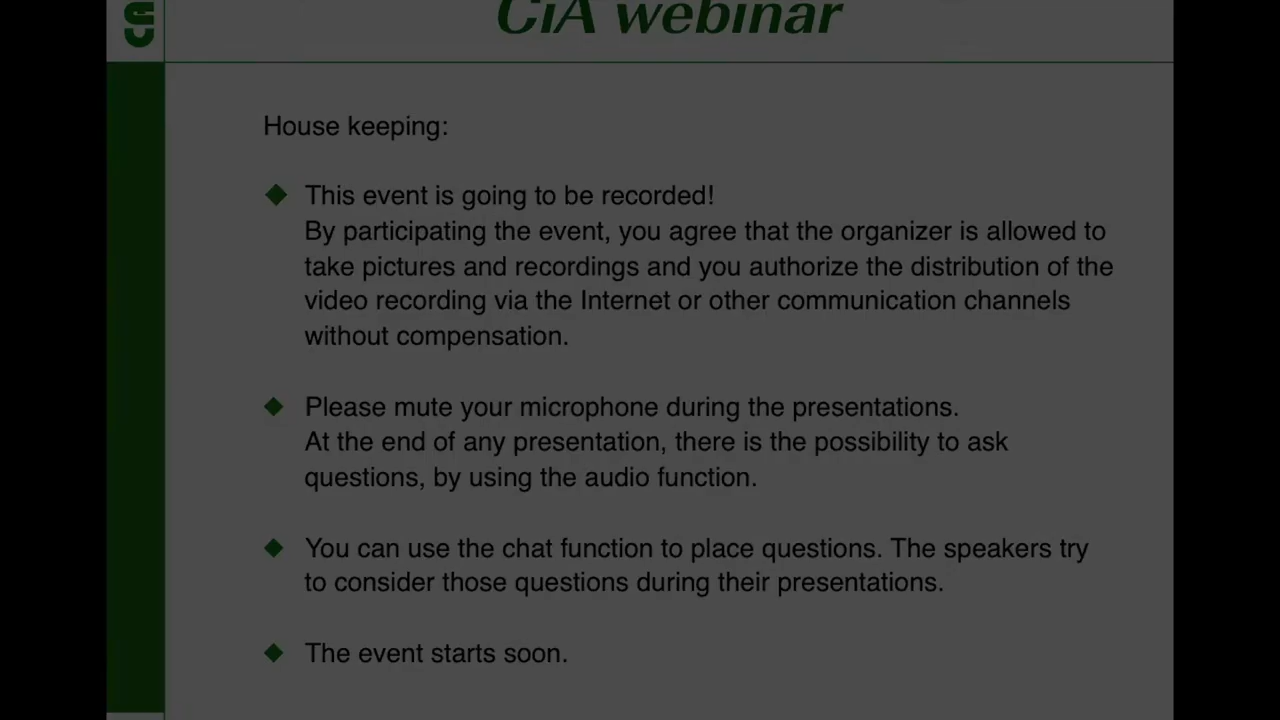 CiA webinar
House keeping:
◆ This event is going to be recorded!
By participating the event, you agree that the organizer is allowed to
take pictures and recordings and you authorize the distribution of the
video recording via the Internet or other communication channels
without compensation.
◆ Please mute your microphone during the presentations.
At the end of any presentation, there is the possibility to ask
questions, by using the audio function.
◆ You can use the chat function to place questions. The speakers try
to consider those questions during their presentations.
◆ The event starts soon.